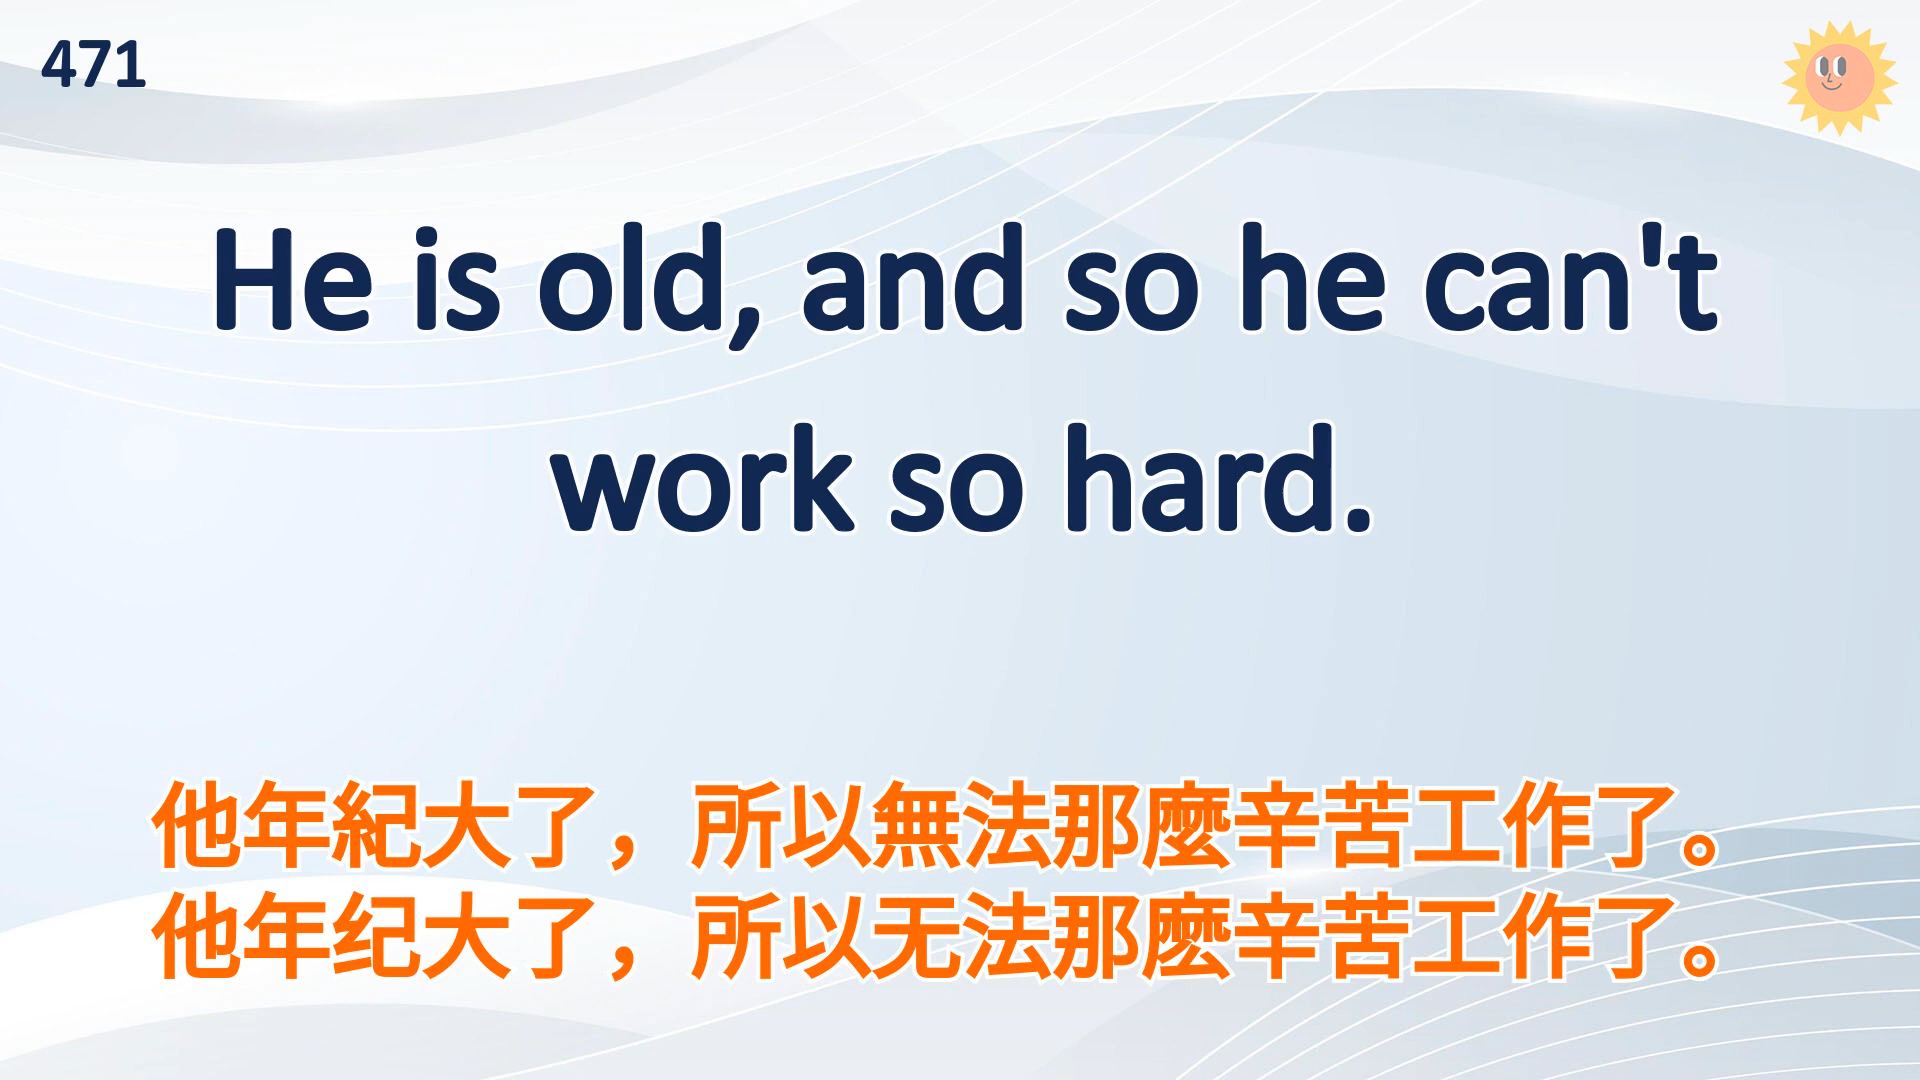 471
He is old, and so he can't
work so hard.
他年紀大了，所以無法那麼辛苦工作了。
他年纪大了，所以无法那麽辛苦工作了。